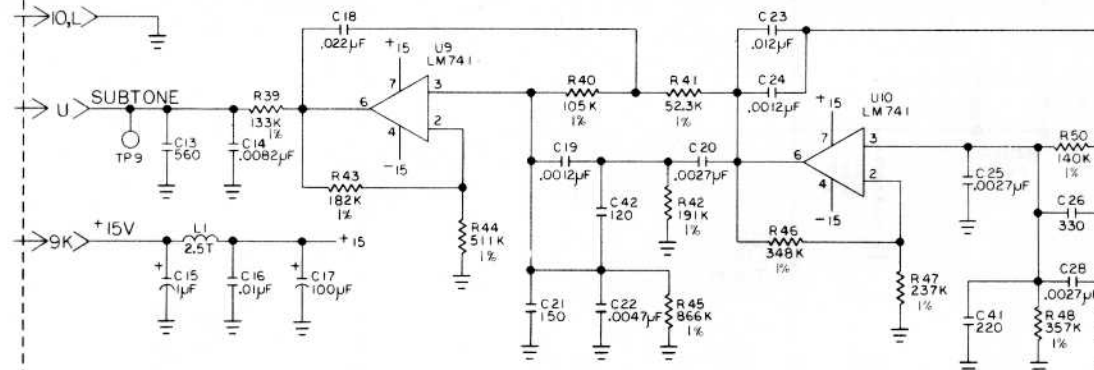 10,L
U
SUBTONE
TP9
C13
560
C14
.0082µF
R39
133K
1%
C18
.022µF
+15
U9
LM741
7
6
3
2
4
-15
R43
182K
1%
R44
511K
1%
9K
+15V
L1
2.5T
+15
+
C15
1µF
C16
.01µF
+
C17
100µF
R40
105K
1%
R41
52.3K
1%
C19
.0012µF
C20
.0027µF
C42
120
R42
191K
1%
C21
150
C22
.0047µF
R45
866K
1%
C23
.012µF
C24
.0012µF
+15
U10
LM741
7
6
3
2
4
-15
R46
348K
1%
R47
237K
1%
C25
.0027µF
R50
140K
1%
C26
330
C28
.0027µF
C41
220
R48
357K
1%